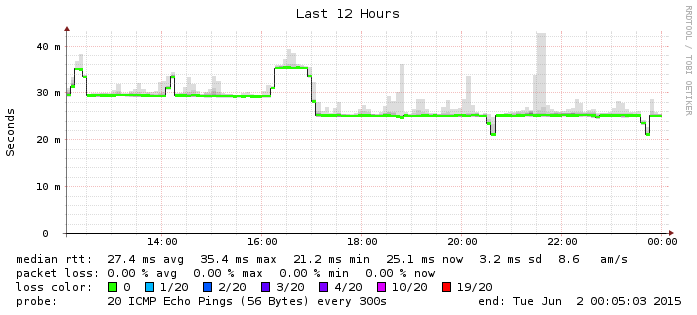 Last 12 Hours
RRDTOOL / TOBI OETIKER
Seconds
40 m
30 m
20 m
10 m
0
14:00 16:00 18:00 20:00 22:00 00:00
median rtt: 27.4 ms avg 35.4 ms max 21.2 ms min 25.1 ms now 3.2 ms sd 8.6 am/s
packet loss: 0.00 % avg 0.00 % max 0.00 % min 0.00 % now
loss color: 0 1/20 2/20 3/20 4/20 10/20 19/20
probe: 20 ICMP Echo Pings (56 Bytes) every 300s end: Tue Jun 2 00:05:03 2015